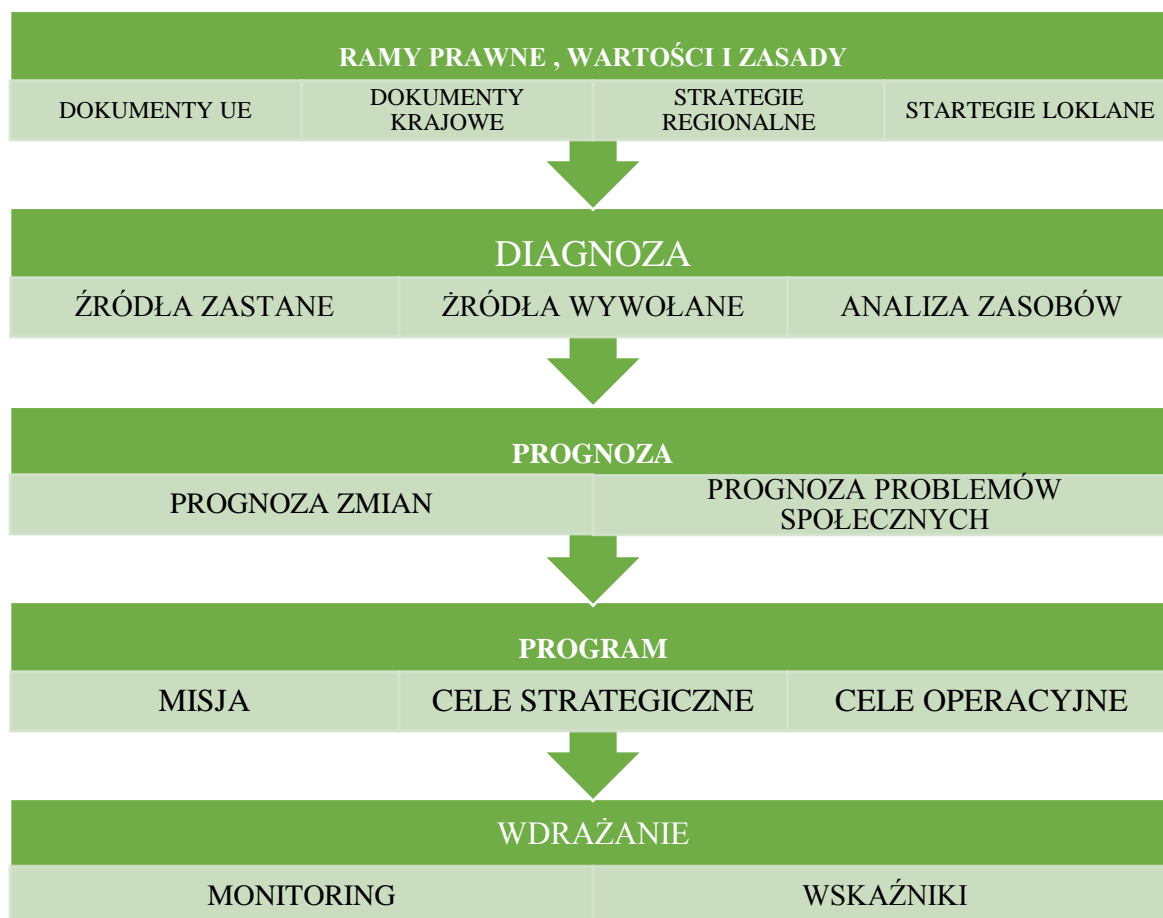 RAMY PRAWNE , WARTOŚCI I ZASADY
DOKUMENTY UE
DOKUMENTY
KRAJOWE
STRATEGIE
REGIONALNE
STARTEGIE LOKLANE
DIAGNOZA
ŹRÓDŁA ZASTANE
ŻRÓDŁA WYWOŁANE
ANALIZA ZASOBÓW
PROGNOZA
PROGNOZA ZMIAN
PROGNOZA PROBLEMÓW
SPOŁECZNYCH
PROGRAM
MISJA
CELE STRATEGICZNE
CELE OPERACYJNE
WDRAŻANIE
MONITORING
WSKAŹNIKI